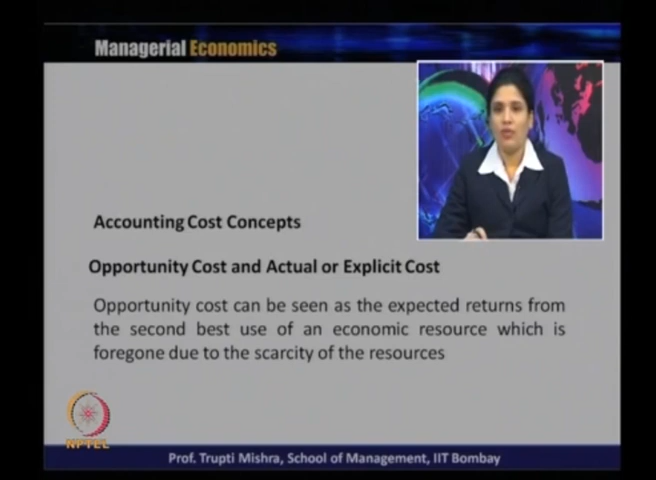 Managerial Economics
Accounting Cost Concepts
Opportunity Cost and Actual or Explicit Cost
Opportunity cost can be seen as the expected returns from
the second best use of an economic resource which is
foregone due to the scarcity of the resources
NPTEL
Prof. Trupti Mishra, School of Management, IIT Bombay